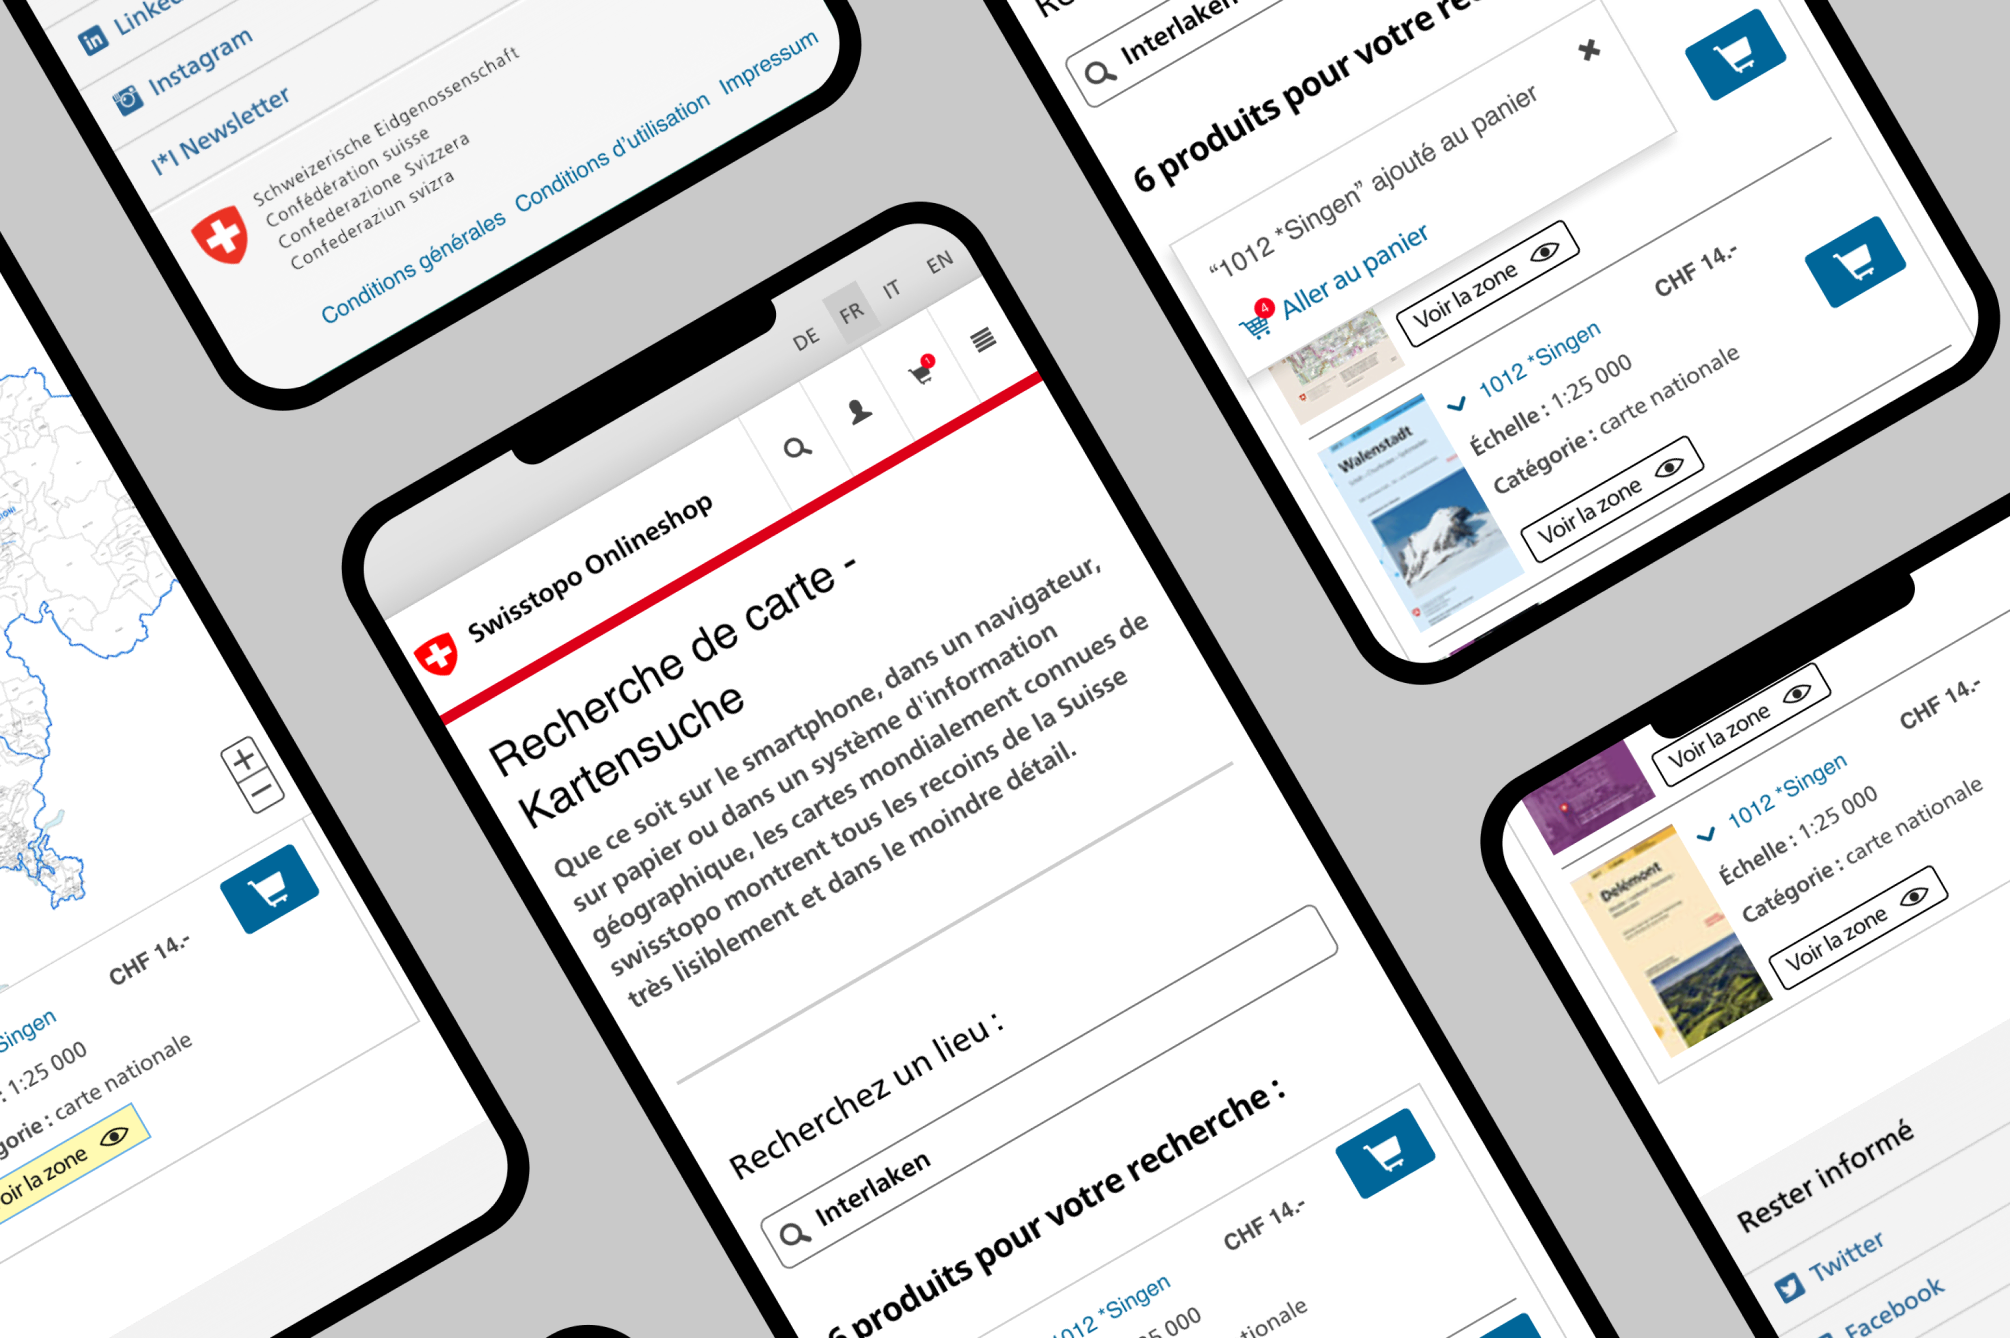 Instagram
I*I Newsletter
Schweizerische Eidgenossenschaft
Confédération suisse
Confederazione Svizzera
Confederaziun svizra
Conditions générales Conditions d'utilisation Impressum
CHF 14.-
Singen
: 1:25 000
gorie : carte nationale
oir la zone
DE FR IT EN
1
Swisstopo Onlineshop
Recherche de carte -
Kartensuche
Que ce soit sur le smartphone, dans un navigateur,
sur papier ou dans un système d'information
géographique, les cartes mondialement connues de
swisstopo montrent tous les recoins de la Suisse
très lisiblement et dans le moindre détail.
Recherchez un lieu :
Interlaken
6 produits pour votre recherche :
CHF 14.-
1012 *Singen
25 000
tionale
Interlaken
6 produits pour votre re
“1012 *Singen” ajouté au panier
4
Aller au panier
Voir la zone
CHF 14.-
1012 *Singen
Échelle : 1:25 000
Catégorie : carte nationale
Voir la zone
Walenstadt
Voir la zone
CHF 14.-
1012 *Singen
Échelle : 1:25 000
Catégorie : carte nationale
Voir la zone
Delémont
Rester informé
Twitter
Facebook